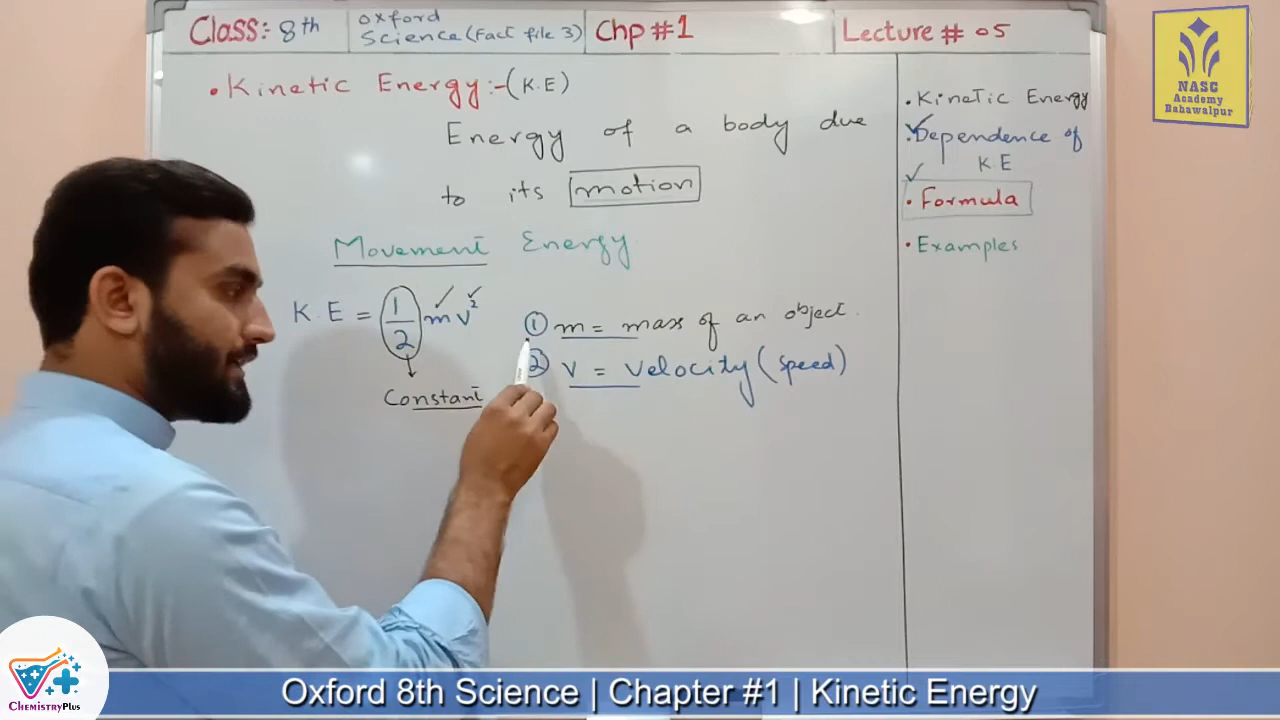 Class: 8th
Oxford
Science (Fact file 3)
Chp #1
Lecture # 05
• Kinetic Energy:-(K.E)
Energy of a body due
to its motion
Movement Energy
K.E = 1/2 mv²
Constant
① m = mass of an object.
② v = velocity (speed)
• Kinetic Energy
• Dependence of
K E
• Formula
• Examples
NASC
Academy
Bahawalpur
CHEMISTRYPLUS
Oxford 8th Science | Chapter #1 | Kinetic Energy